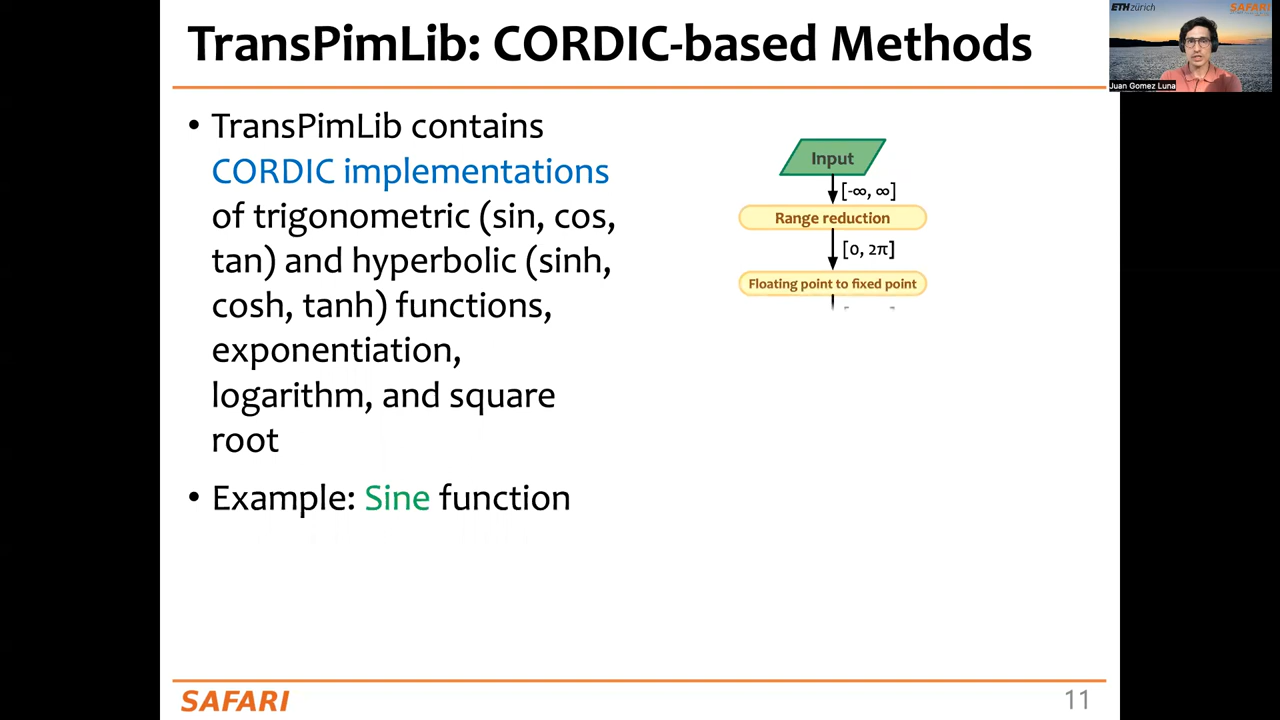 TransPimLib: CORDIC-based Methods
• TransPimLib contains
CORDIC implementations
of trigonometric (sin, cos,
tan) and hyperbolic (sinh,
cosh, tanh) functions,
exponentiation,
logarithm, and square
root
• Example: Sine function
Input
[-∞, ∞]
Range reduction
[0, 2π]
Floating point to fixed point
SAFARI
11
ETH zürich
SAFARI
Juan Gomez Luna